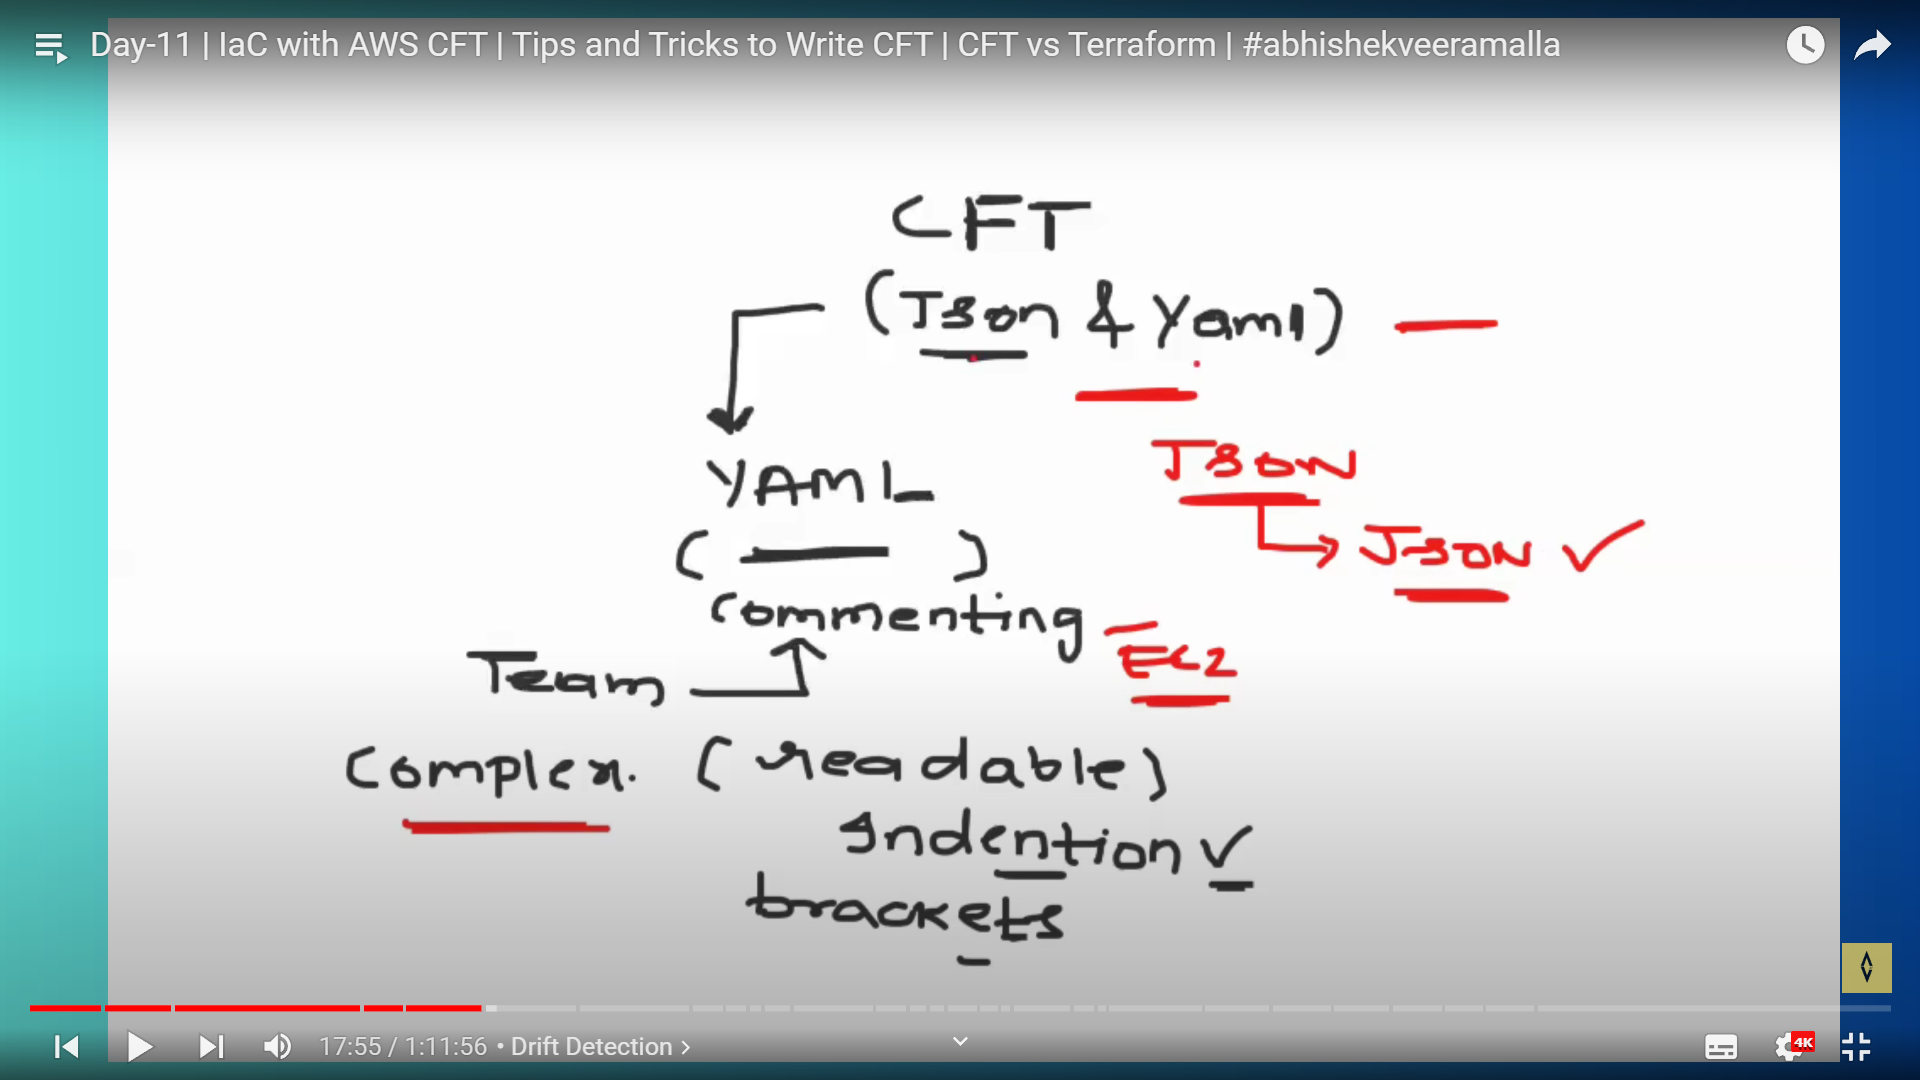 Day-11 | IaC with AWS CFT | Tips and Tricks to Write CFT | CFT vs Terraform | #abhishekveeramalla
CFT
(Json & Yaml)
YAML
JSON
( )
JSON ✓
commenting
Team
EC2
Complex. (readable)
Indention ✓
brackets
17:55 / 1:11:56 • Drift Detection >
4K